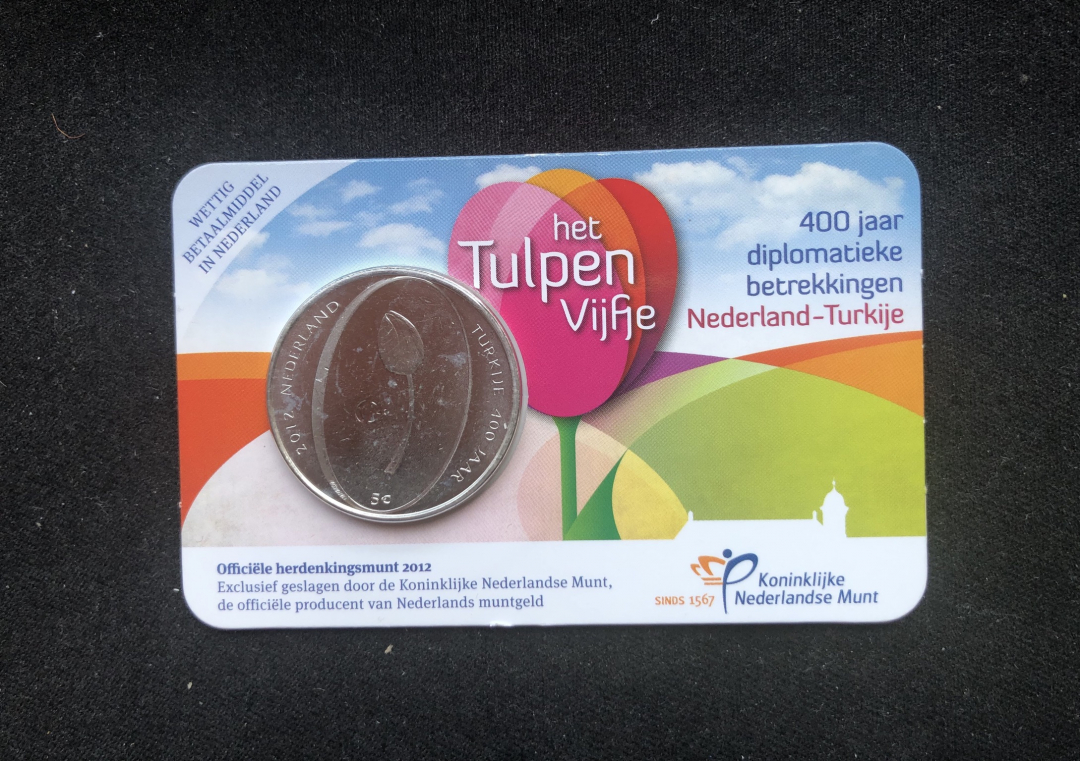 WETTIG
BETAALMIDDEL
IN NEDERLAND
het
Tulpen
Vijfje
400 jaar
diplomatieke
betrekkingen
Nederland-Turkije
2012 NEDERLAND
TURKIJE 400 JAAR
5€
Officiële herdenkingsmunt 2012
Exclusief geslagen door de Koninklijke Nederlandse Munt,
de officiële producent van Nederlands muntgeld
SINDS 1567
Koninklijke
Nederlandse Munt